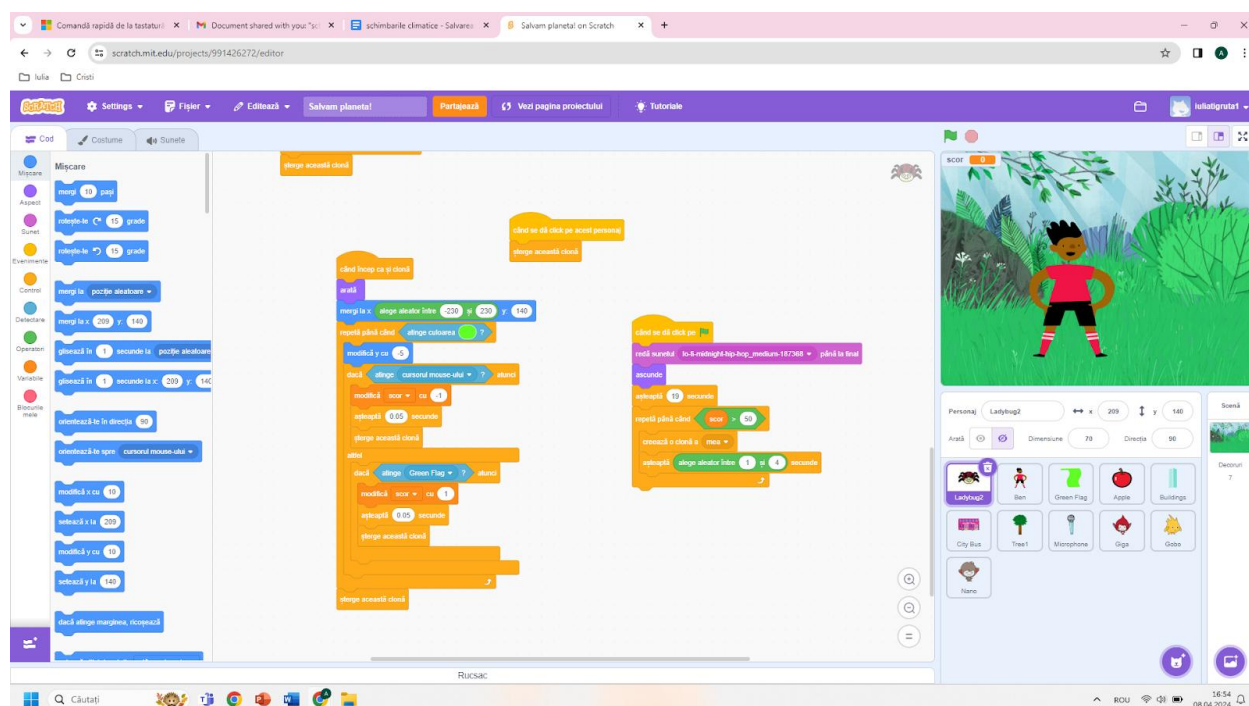 Comandă rapidă de la tastatură
Document shared with you: "sc
schimbarile climatice - Salvarea
Salvam planeta! on Scratch
scratch.mit.edu/projects/991426272/editor
Iulia
Cristi
SCRATCH
Settings
Fișier
Editează
Salvam planeta!
Partajează
Vezi pagina proiectului
Tutoriale
iuliatigruta1
Cod
Costume
Sunete
Mișcare
Aspect
Sunet
Evenimente
Control
Detectare
Operatori
Variabile
Blocurile mele
Mișcare
mergi 10 pași
rotește-te 15 grade
rotește-te 15 grade
mergi la poziție aleatoare
mergi la x: 209 y: 140
glisează în 1 secunde la poziție aleatoare
glisează în 1 secunde la x: 209 y: 140
orientează-te în direcția 90
orientează-te spre cursorul mouse-ului
modifică x cu 10
setează x la 209
modifică y cu 10
setează y la 140
dacă atinge marginea, ricoșează
șterge această clonă
când se dă click pe acest personaj
șterge această clonă
când încep ca și clonă
arată
mergi la x: alege aleator între -230 și 230 y: 140
repetă până când atinge culoarea ?
modifică y cu -5
dacă atinge cursorul mouse-ului ? atunci
modifică scor cu -1
așteaptă 0.05 secunde
șterge această clonă
altfel
dacă atinge Green Flag ? atunci
modifică scor cu 1
așteaptă 0.05 secunde
șterge această clonă
șterge această clonă
când se dă click pe
redă sunetul lo-fi-midnight-hip-hop_medium-187368 până la final
ascunde
așteaptă 19 secunde
repetă până când scor > 50
creează o clonă a mea
așteaptă alege aleator între 1 și 4 secunde
scor 0
Personaj Ladybug2 x 209 y 140
Arată Dimensiune 70 Direcția 90
Scenă
Decoruri
7
Ladybug2
Ben
Green Flag
Apple
Buildings
City Bus
Tree1
Microphone
Giga
Gobo
Nano
Rucsac
Căutați
ROU
16:54
08.04.2024